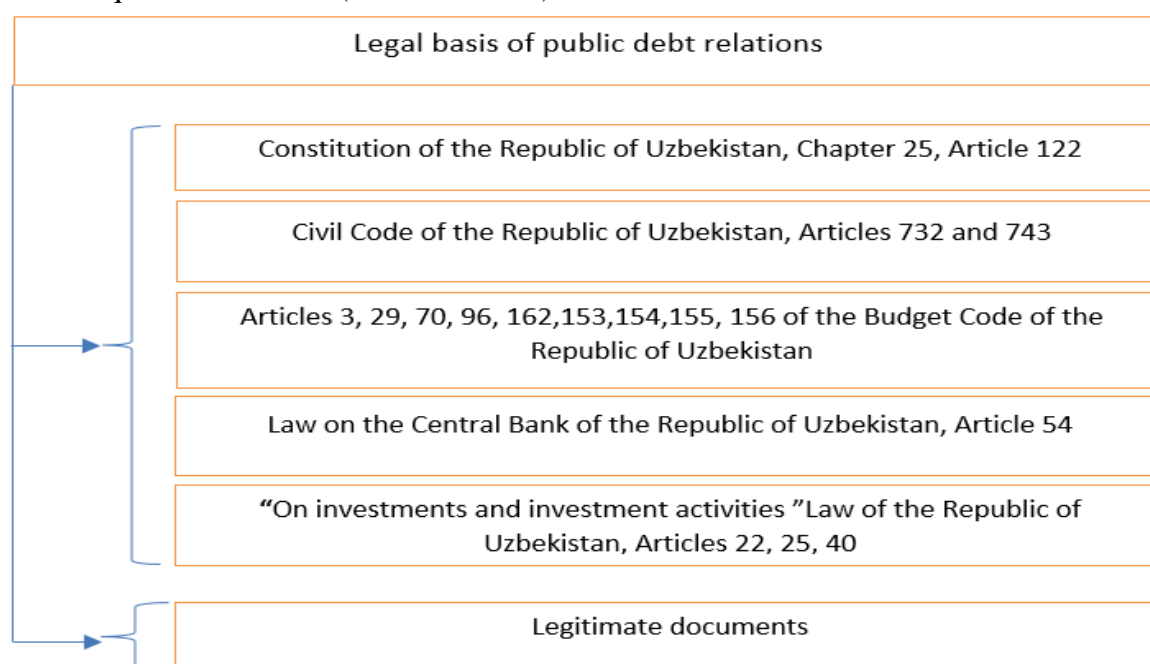 Legal basis of public debt relations
Constitution of the Republic of Uzbekistan, Chapter 25, Article 122
Civil Code of the Republic of Uzbekistan, Articles 732 and 743
Articles 3, 29, 70, 96, 162,153,154,155, 156 of the Budget Code of the
Republic of Uzbekistan
Law on the Central Bank of the Republic of Uzbekistan, Article 54
“On investments and investment activities ”Law of the Republic of
Uzbekistan, Articles 22, 25, 40
Legitimate documents